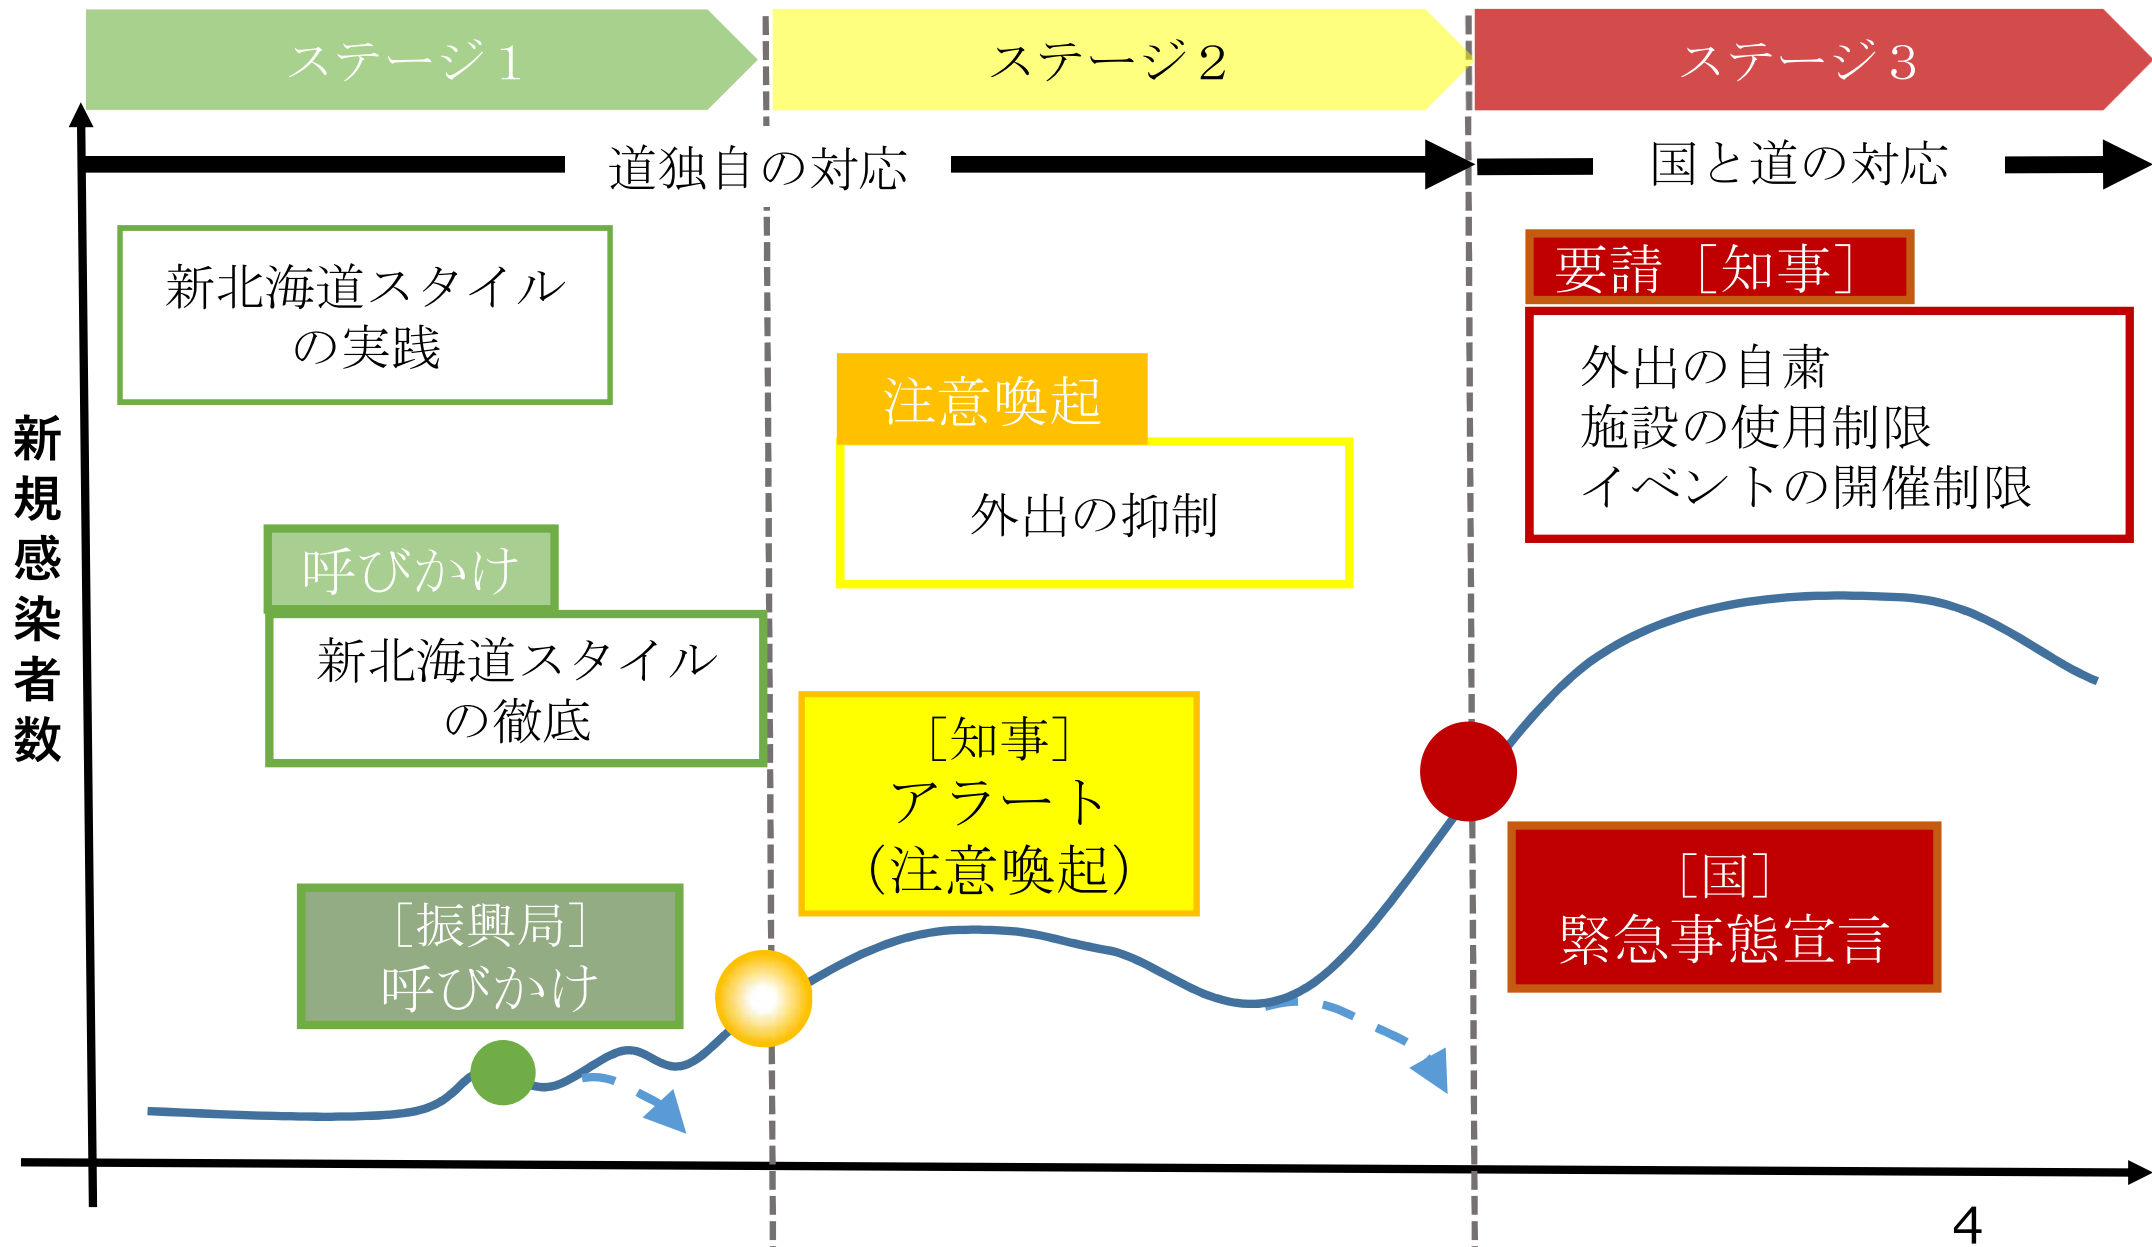 ステージ１
ステージ２
ステージ３
道独自の対応
国と道の対応
新北海道スタイル
の実践
要請［知事］
外出の自粛
施設の使用制限
イベントの開催制限
注意喚起
外出の抑制
新規感染者数
呼びかけ
新北海道スタイル
の徹底
［知事］
アラート
（注意喚起）
［国］
緊急事態宣言
［振興局］
呼びかけ
4